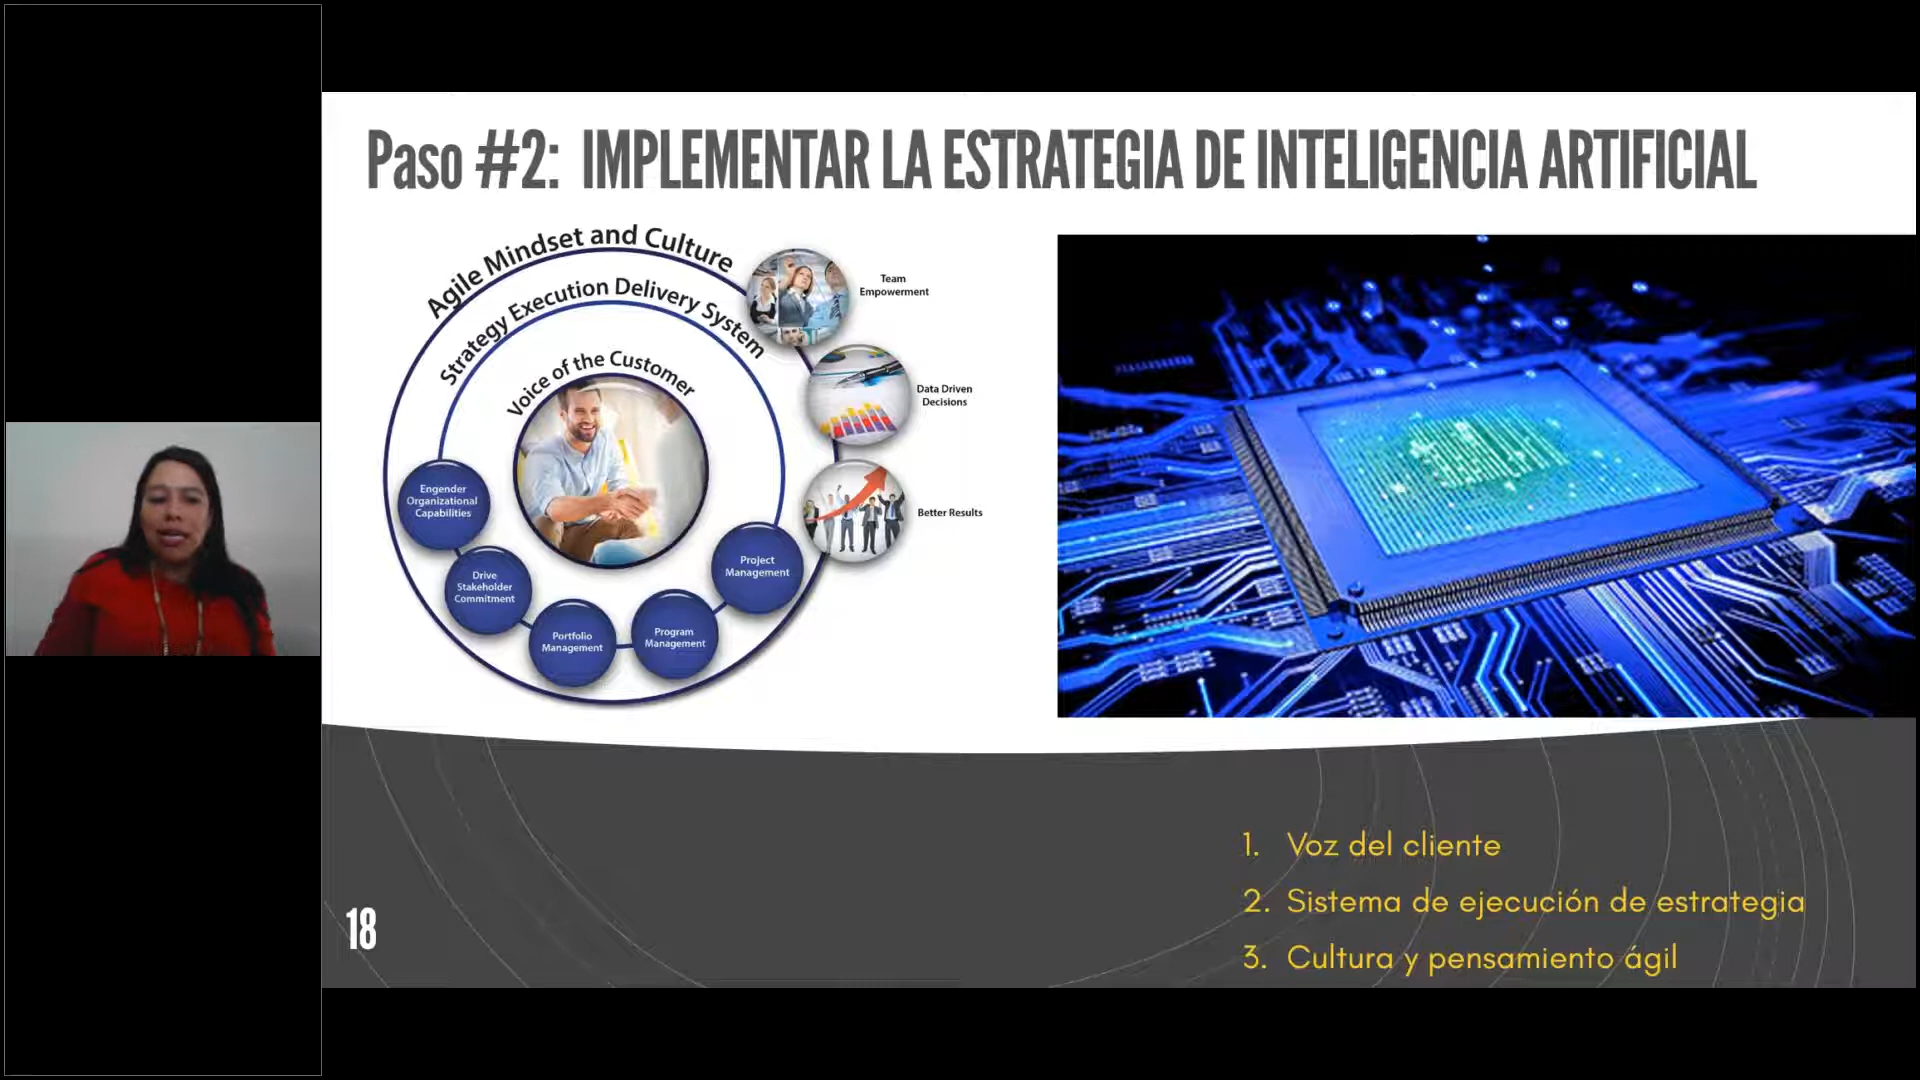 Paso #2: IMPLEMENTAR LA ESTRATEGIA DE INTELIGENCIA ARTIFICIAL
Agile Mindset and Culture
Strategy Execution Delivery System
Voice of the Customer
Team
Empowerment
Data Driven
Decisions
Better Results
Engender
Organizational
Capabilities
Drive
Stakeholder
Commitment
Portfolio
Management
Program
Management
Project
Management
1. Voz del cliente
2. Sistema de ejecución de estrategia
3. Cultura y pensamiento ágil
18